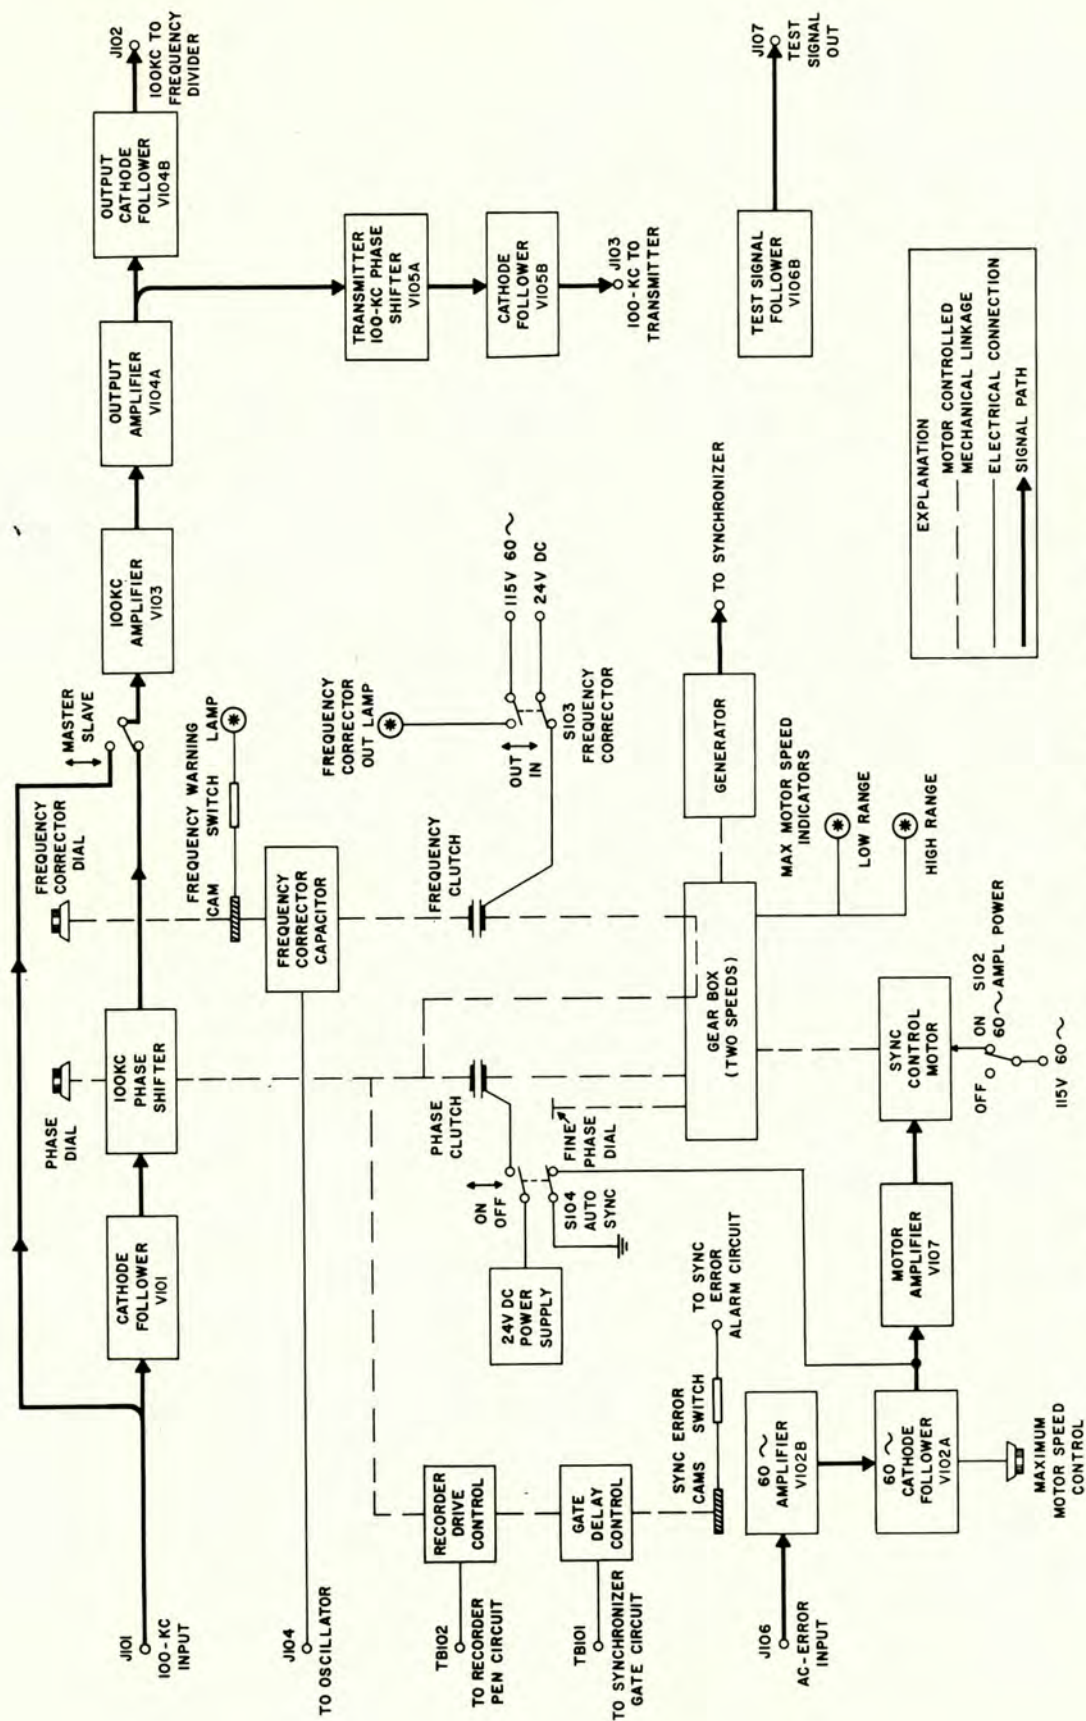 J101
100-KC
INPUT
CATHODE
FOLLOWER
V101
PHASE DIAL
100KC
PHASE
SHIFTER
FREQUENCY
CORRECTOR
DIAL
MASTER
SLAVE
100KC
AMPLIFIER
V103
OUTPUT
AMPLIFIER
V104A
OUTPUT
CATHODE
FOLLOWER
V104B
J102
100KC TO
FREQUENCY
DIVIDER
FREQUENCY WARNING
CAM SWITCH LAMP
J104
TO OSCILLATOR
FREQUENCY
CORRECTOR
CAPACITOR
FREQUENCY
CORRECTOR
OUT LAMP
TRANSMITTER
100-KC PHASE
SHIFTER
V105A
CATHODE
FOLLOWER
V105B
J103
100-KC TO
TRANSMITTER
RECORDER
DRIVE
CONTROL
TB102
TO RECORDER
PEN CIRCUIT
PHASE
CLUTCH
FREQUENCY
CLUTCH
ON
OFF
OUT
IN
115V 60~
24V DC
S103
FREQUENCY
CORRECTOR
24V DC
POWER
SUPPLY
S104
AUTO
SYNC
FINE
PHASE
DIAL
GATE
DELAY
CONTROL
TB101
TO SYNCHRONIZER
GATE CIRCUIT
SYNC ERROR
CAMS SWITCH
TO SYNC
ERROR
ALARM CIRCUIT
GEAR BOX
(TWO SPEEDS)
GENERATOR
TO SYNCHRONIZER
TEST SIGNAL
FOLLOWER
V106B
J107
TEST
SIGNAL
OUT
MAX MOTOR SPEED
INDICATORS
LOW RANGE
HIGH RANGE
J106
AC-ERROR
INPUT
60~
AMPLIFIER
V102B
60~
CATHODE
FOLLOWER
V102A
MAXIMUM
MOTOR SPEED
CONTROL
MOTOR
AMPLIFIER
V107
SYNC
CONTROL
MOTOR
OFF
ON S102
60~ AMPL POWER
115V 60~
EXPLANATION
MOTOR CONTROLLED
MECHANICAL LINKAGE
ELECTRICAL CONNECTION
SIGNAL PATH